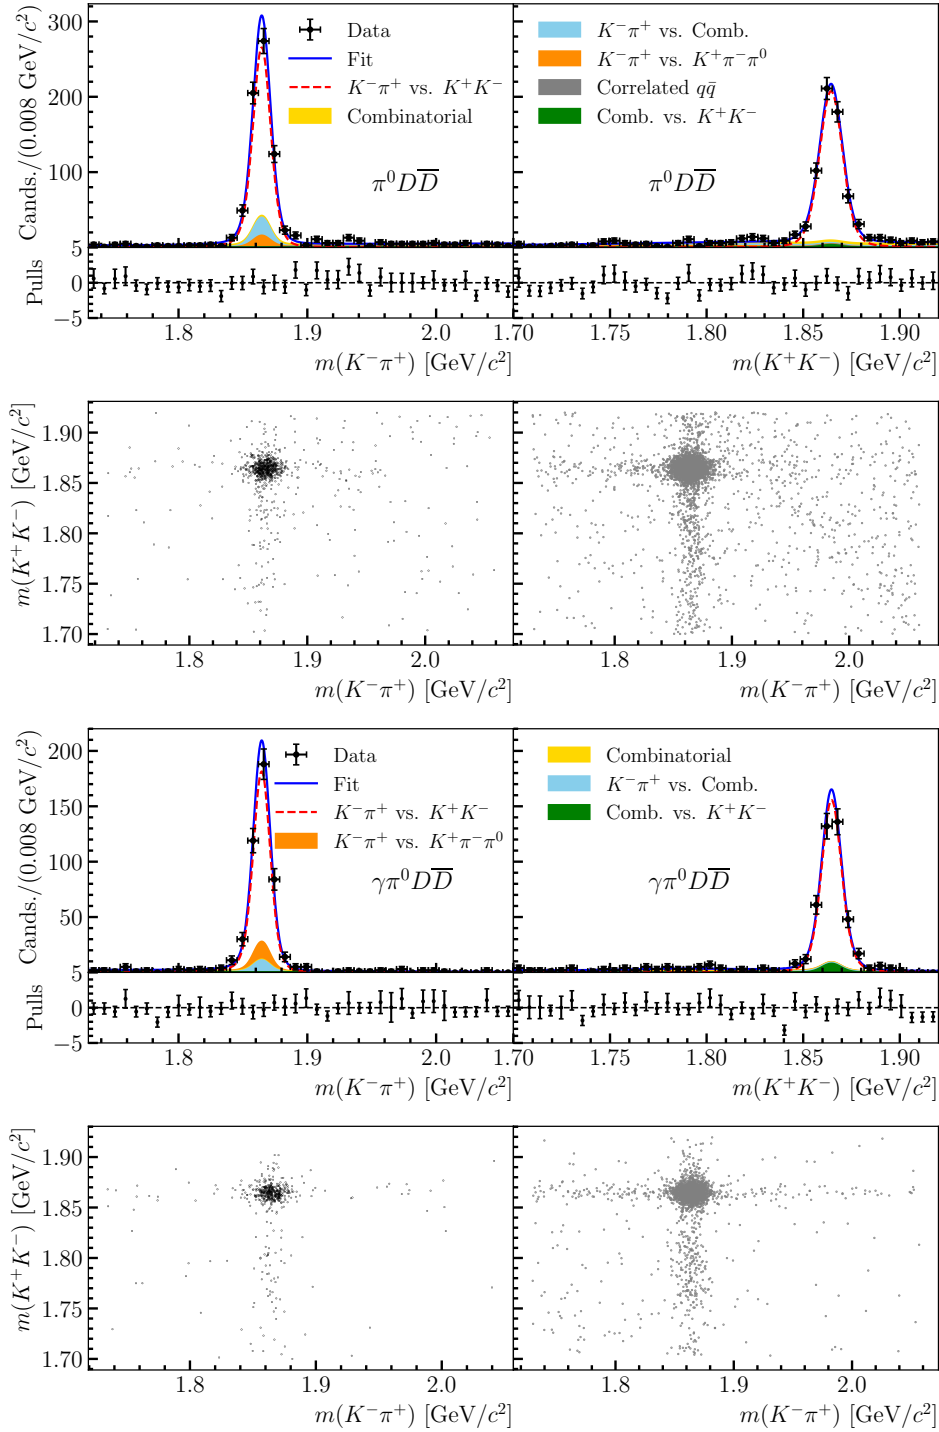 Cands./(0.008 GeV/c²)
300
200
100
5
0
−5
Pulls
Data
Fit
K⁻π⁺ vs. K⁺K⁻
Combinatorial
π⁰DD̅
K⁻π⁺ vs. Comb.
K⁻π⁺ vs. K⁺π⁻π⁰
Correlated qq̄
Comb. vs. K⁺K⁻
π⁰DD̅
1.8 1.9 2.0 1.70 1.75 1.80 1.85 1.90
m(K⁻π⁺) [GeV/c²] m(K⁺K⁻) [GeV/c²]
m(K⁺K⁻) [GeV/c²]
1.90
1.85
1.80
1.75
1.70
1.8 1.9 2.0 1.8 1.9 2.0
m(K⁻π⁺) [GeV/c²] m(K⁻π⁺) [GeV/c²]
Cands./(0.008 GeV/c²)
200
150
100
50
5
0
−5
Pulls
Data
Fit
K⁻π⁺ vs. K⁺K⁻
K⁻π⁺ vs. K⁺π⁻π⁰
γπ⁰DD̅
Combinatorial
K⁻π⁺ vs. Comb.
Comb. vs. K⁺K⁻
γπ⁰DD̅
1.8 1.9 2.0 1.70 1.75 1.80 1.85 1.90
m(K⁻π⁺) [GeV/c²] m(K⁺K⁻) [GeV/c²]
m(K⁺K⁻) [GeV/c²]
1.90
1.85
1.80
1.75
1.70
1.8 1.9 2.0 1.8 1.9 2.0
m(K⁻π⁺) [GeV/c²] m(K⁻π⁺) [GeV/c²]